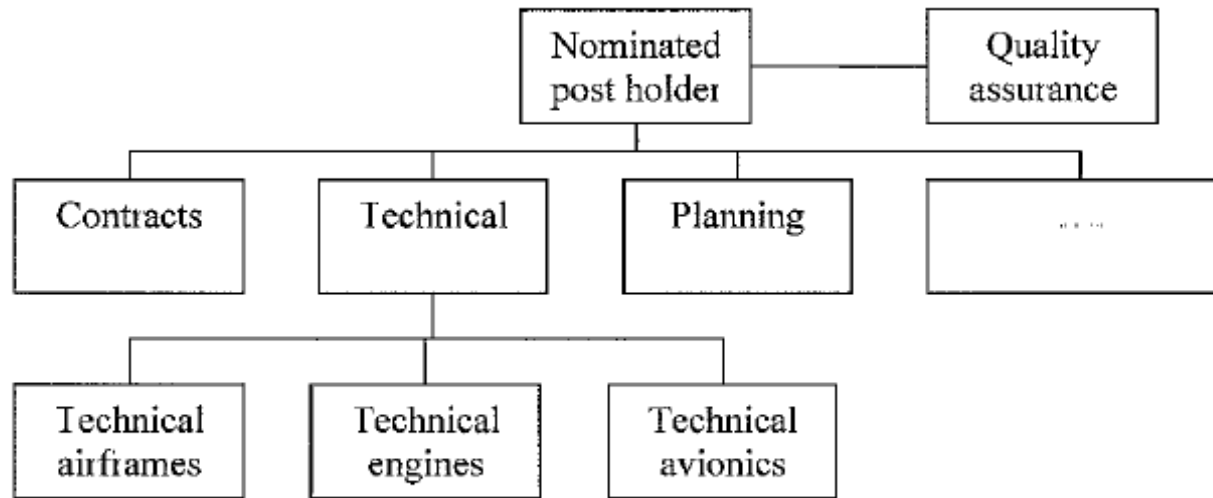 Nominated
post holder
Quality
assurance
Contracts
Technical
Planning
Technical
airframes
Technical
engines
Technical
avionics